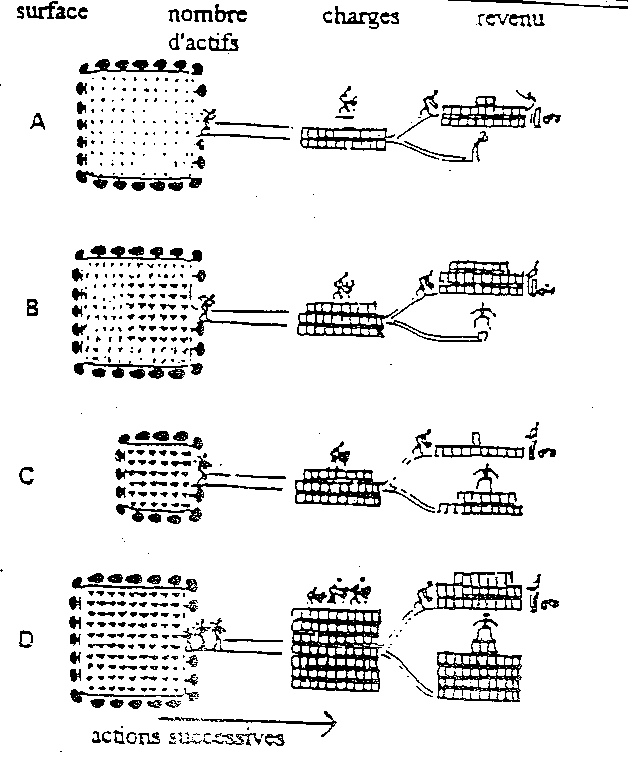 surface nombre charges revenu
d'actifs
A
B
C
D
actions successives